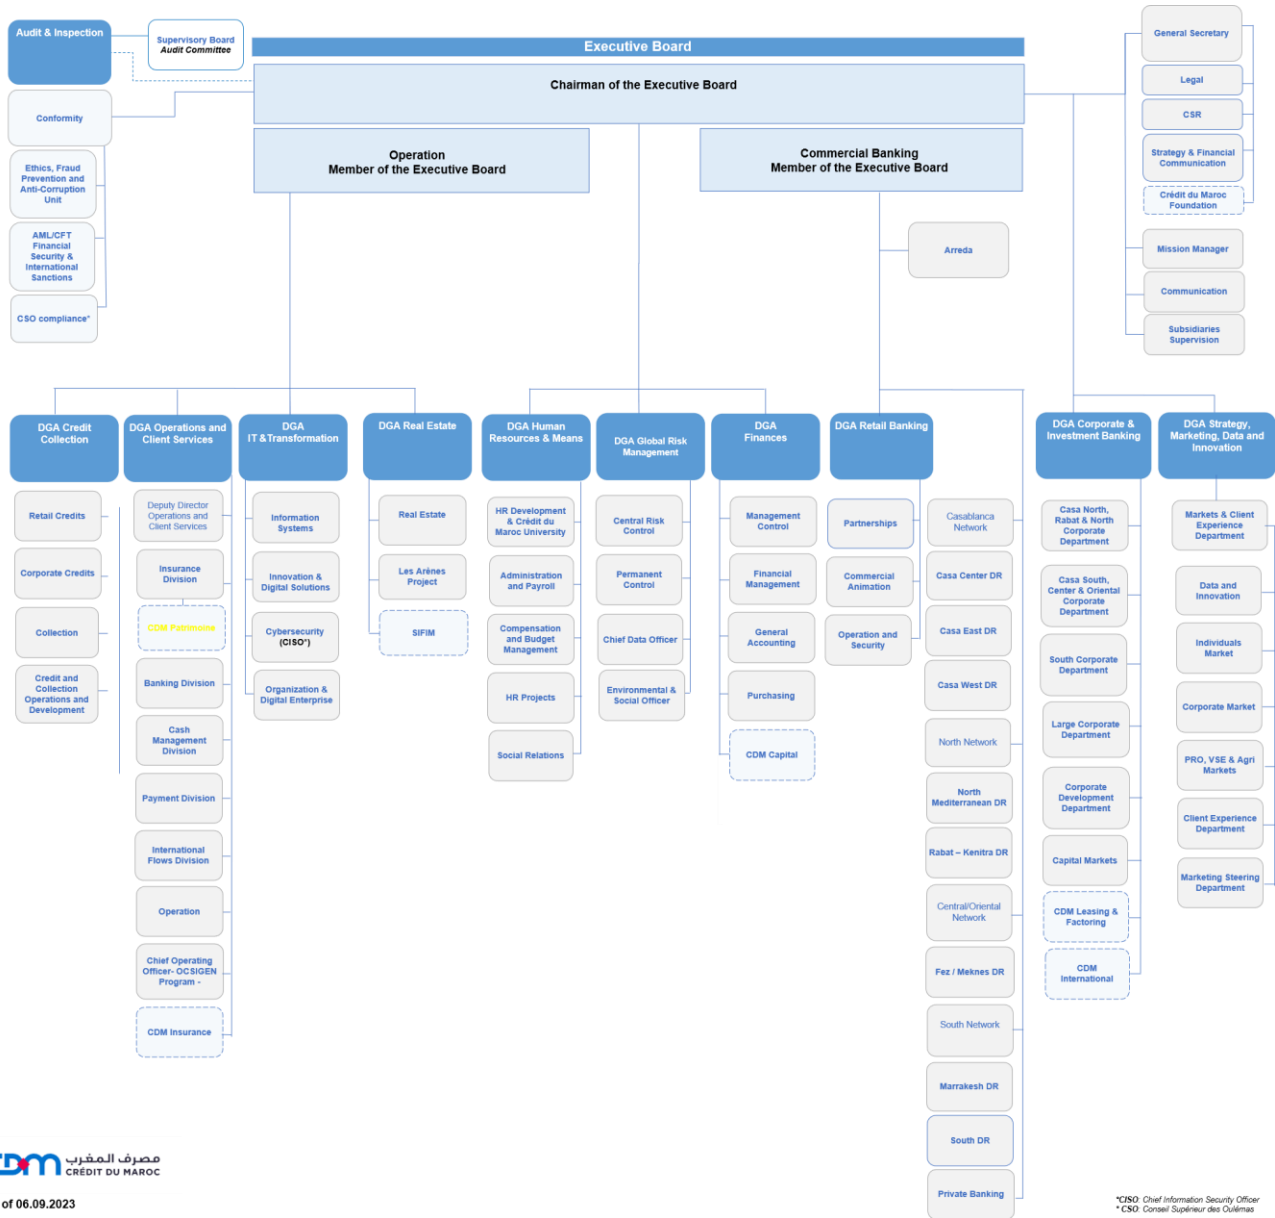 Audit & Inspection
Supervisory Board
Audit Committee
Executive Board
Chairman of the Executive Board
Operation
Member of the Executive Board
Commercial Banking
Member of the Executive Board
Conformity
Ethics, Fraud
Prevention and
Anti-Corruption
Unit
AML/CFT
Financial
Security &
International
Sanctions
CSO compliance*
General Secretary
Legal
CSR
Strategy & Financial
Communication
Crédit du Maroc
Foundation
Mission Manager
Communication
Subsidiaries
Supervision
Arreda
DGA Credit
Collection
Retail Credits
Corporate Credits
Collection
Credit and
Collection
Operations and
Development
DGA Operations and
Client Services
Deputy Director
Operations and
Client Services
Insurance
Division
CDM Patrimoine
Banking Division
Cash
Management
Division
Payment Division
International
Flows Division
Operation
Chief Operating
Officer- OCSIGEN
Program -
CDM Insurance
DGA
IT &Transformation
Information
Systems
Innovation &
Digital Solutions
Cybersecurity
(CISO*)
Organization &
Digital Enterprise
DGA Real Estate
Real Estate
Les Arènes
Project
SIFIM
DGA Human
Resources & Means
HR Development
& Crédit du
Maroc University
Administration
and Payroll
Compensation
and Budget
Management
HR Projects
Social Relations
DGA Global Risk
Management
Central Risk
Control
Permanent
Control
Chief Data Officer
Environmental &
Social Officer
DGA
Finances
Management
Control
Financial
Management
General
Accounting
Purchasing
CDM Capital
DGA Retail Banking
Partnerships
Commercial
Animation
Operation and
Security
Casablanca
Network
Casa Center DR
Casa East DR
Casa West DR
North Network
North
Mediterranean DR
Rabat – Kenitra DR
Central/Oriental
Network
Fez / Meknes DR
South Network
Marrakesh DR
South DR
Private Banking
DGA Corporate &
Investment Banking
Casa North,
Rabat & North
Corporate
Department
Casa South,
Center & Oriental
Corporate
Department
South Corporate
Department
Large Corporate
Department
Corporate
Development
Department
Capital Markets
CDM Leasing &
Factoring
CDM
International
DGA Strategy,
Marketing, Data and
Innovation
Markets & Client
Experience
Department
Data and
Innovation
Individuals
Market
Corporate Market
PRO, VSE & Agri
Markets
Client Experience
Department
Marketing Steering
Department
CDM
مصرف المغرب
CRÉDIT DU MAROC
of 06.09.2023
*CISO: Chief Information Security Officer
* CSO: Conseil Supérieur des Oulémas